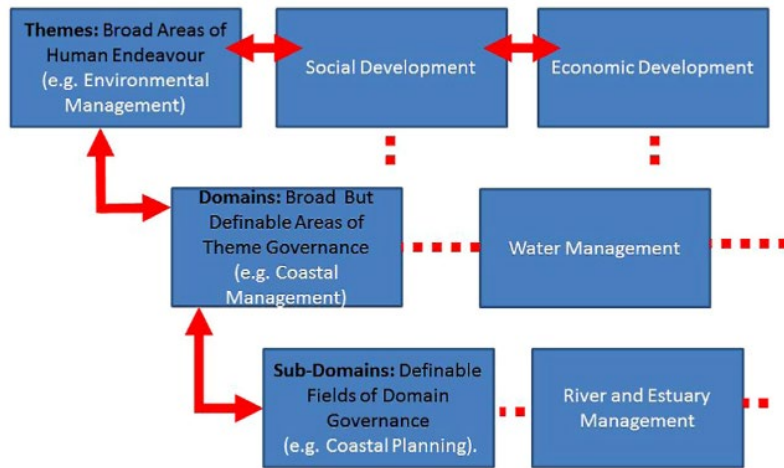 Themes: Broad Areas of
Human Endeavour
(e.g. Environmental
Management)
Social Development
Economic Development
Domains: Broad But
Definable Areas of
Theme Governance
(e.g. Coastal
Management)
Water Management
Sub-Domains: Definable
Fields of Domain
Governance
(e.g. Coastal Planning).
River and Estuary
Management